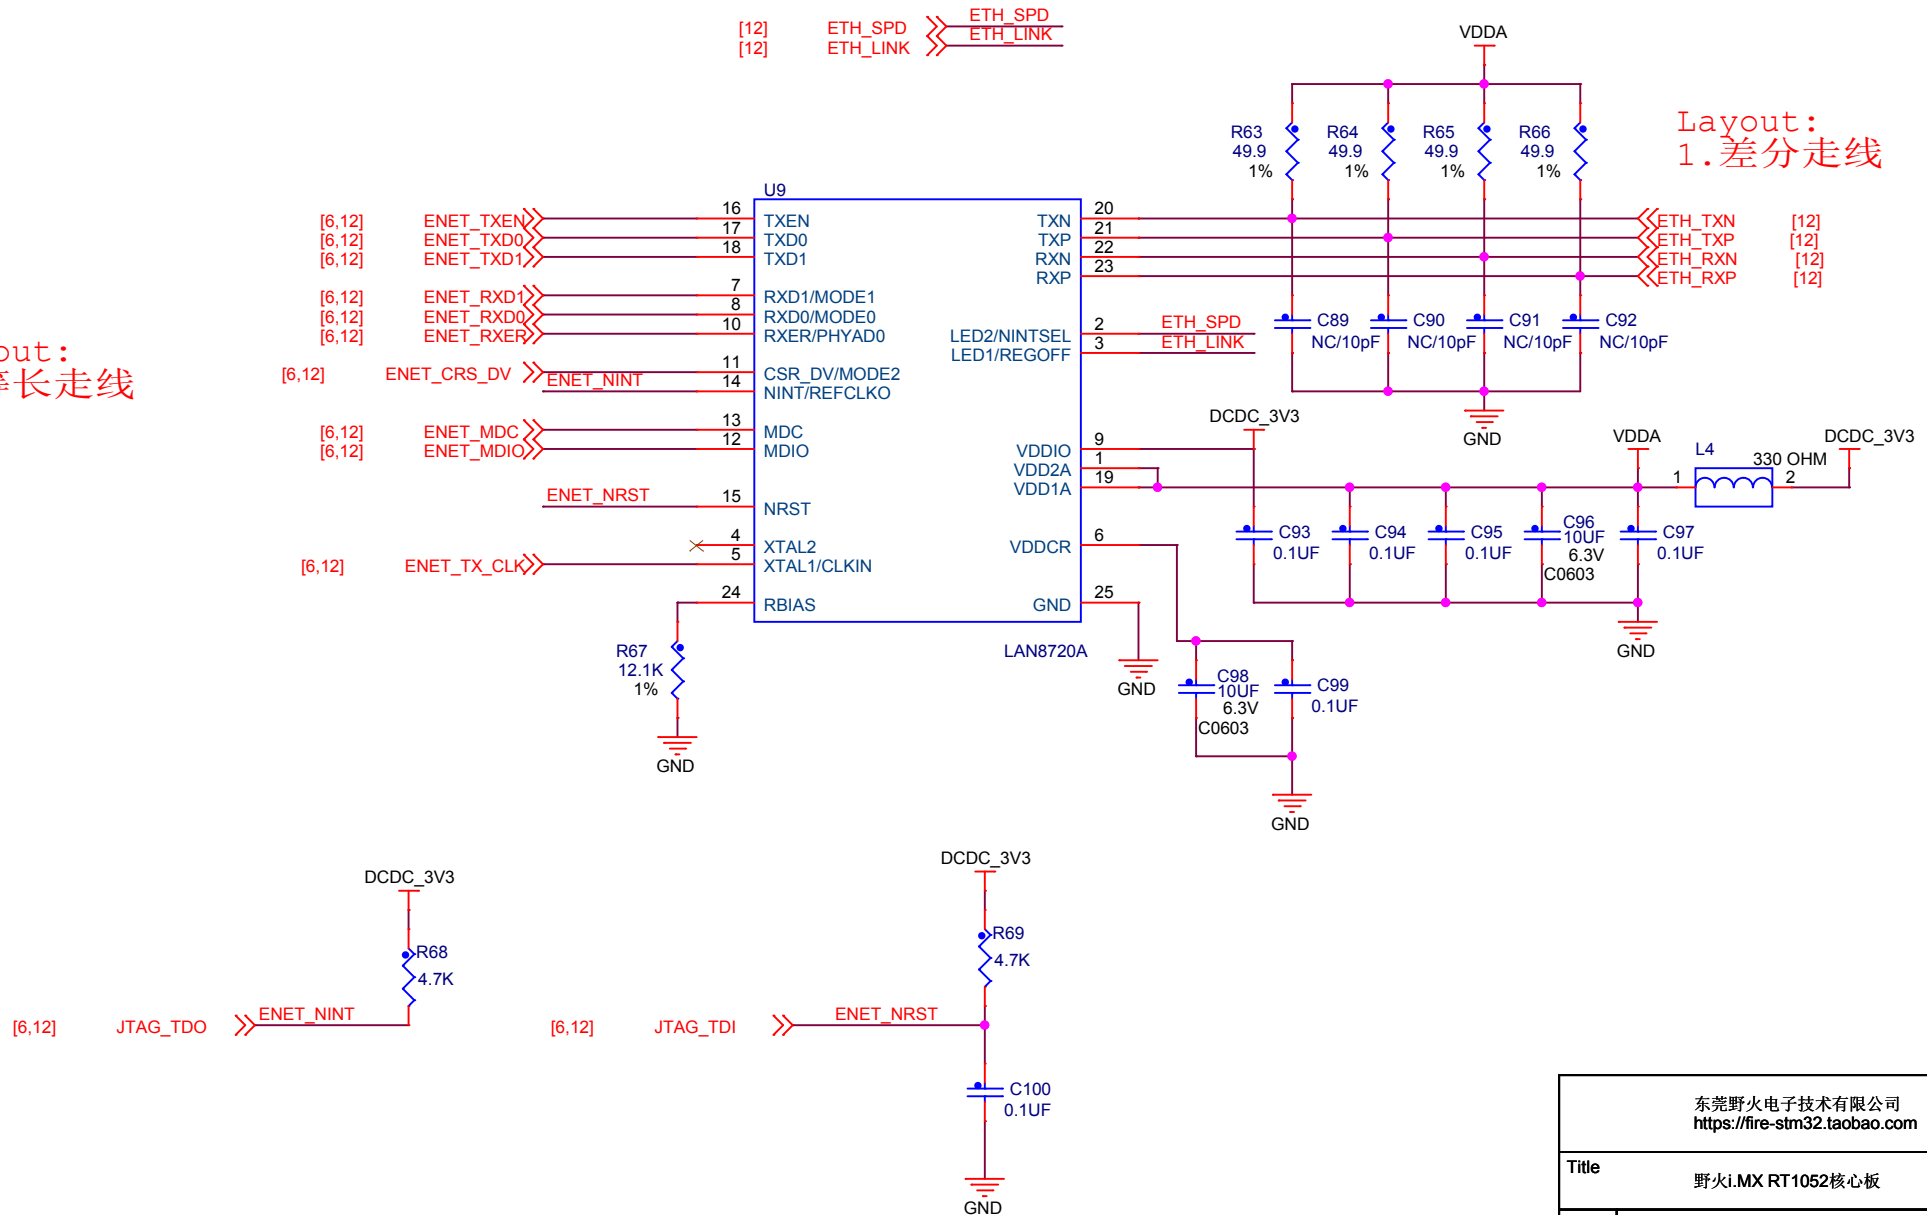 [12] ETH_SPD ETH_SPD
[12] ETH_LINK ETH_LINK
VDDA
Layout:
1.差分走线
R63 49.9 1%
R64 49.9 1%
R65 49.9 1%
R66 49.9 1%
U9
[6,12] ENET_TXEN 16 TXEN
[6,12] ENET_TXD0 17 TXD0
[6,12] ENET_TXD1 18 TXD1
[6,12] ENET_RXD1 7 RXD1/MODE1
[6,12] ENET_RXD0 8 RXD0/MODE0
[6,12] ENET_RXER 10 RXER/PHYAD0
out:
长走线
[6,12] ENET_CRS_DV 11 CSR_DV/MODE2
ENET_NINT 14 NINT/REFCLKO
[6,12] ENET_MDC 13 MDC
[6,12] ENET_MDIO 12 MDIO
ENET_NRST 15 NRST
4 XTAL2
[6,12] ENET_TX_CLK 5 XTAL1/CLKIN
24 RBIAS
TXN 20 ETH_TXN [12]
TXP 21 ETH_TXP [12]
RXN 22 ETH_RXN [12]
RXP 23 ETH_RXP [12]
LED2/NINTSEL 2 ETH_SPD
LED1/REGOFF 3 ETH_LINK
C89 NC/10pF
C90 NC/10pF
C91 NC/10pF
C92 NC/10pF
GND
DCDC_3V3
VDDIO 9
VDD2A 1
VDD1A 19
VDDCR 6
GND 25
VDDA
L4
330 OHM
1 2
DCDC_3V3
C93 0.1UF
C94 0.1UF
C95 0.1UF
C96 10UF 6.3V C0603
C97 0.1UF
GND
LAN8720A
GND
R67
12.1K
1%
GND
C98 10UF 6.3V C0603
C99 0.1UF
GND
DCDC_3V3
R68
4.7K
[6,12] JTAG_TDO ENET_NINT
DCDC_3V3
R69
4.7K
[6,12] JTAG_TDI ENET_NRST
C100
0.1UF
GND
东莞野火电子技术有限公司
https://fire-stm32.taobao.com
Title
野火i.MX RT1052核心板